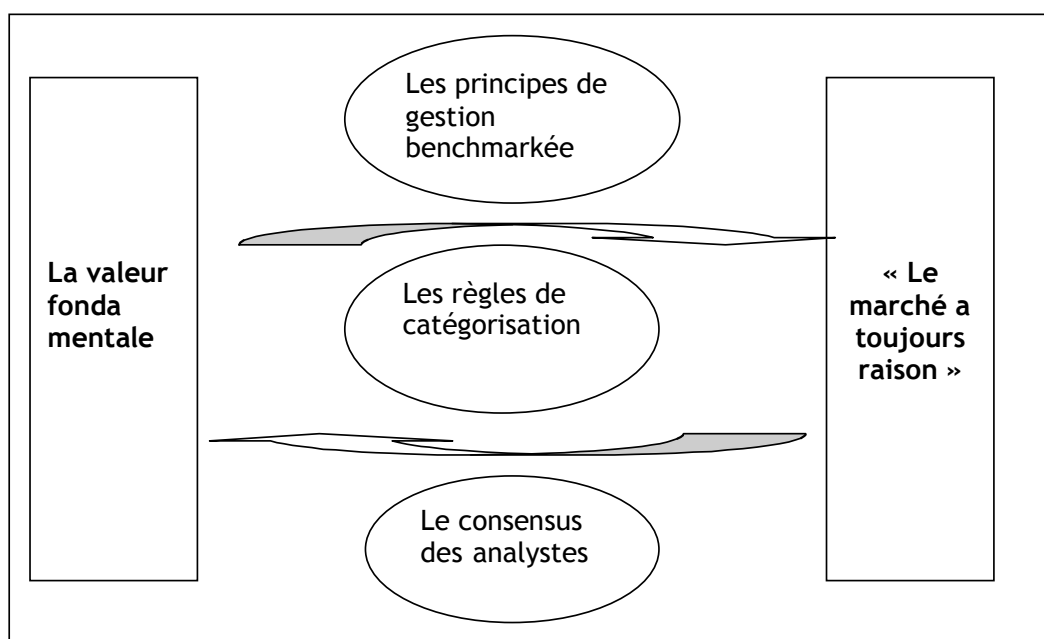 Les principes de
gestion
benchmarkée
La valeur
fonda
mentale
Les règles de
catégorisation
« Le
marché a
toujours
raison »
Le consensus
des analystes